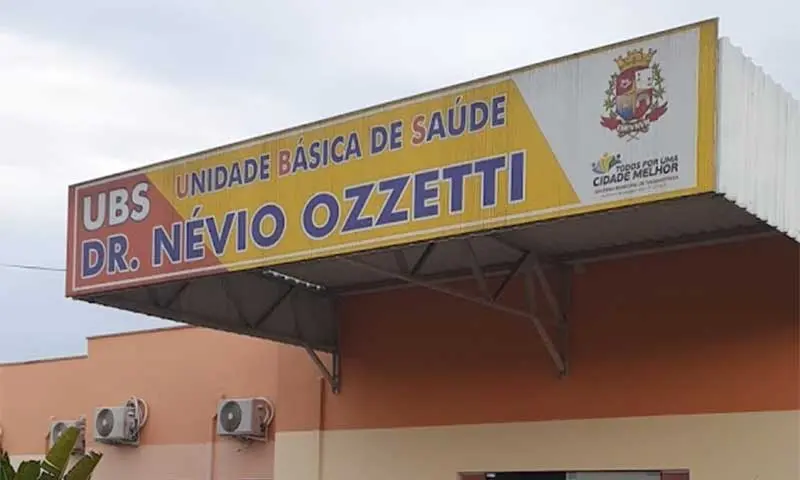 UBS
UNIDADE BÁSICA DE SAÚDE
DR. NÉVIO OZZETTI
TODOS POR UMA
CIDADE MELHOR